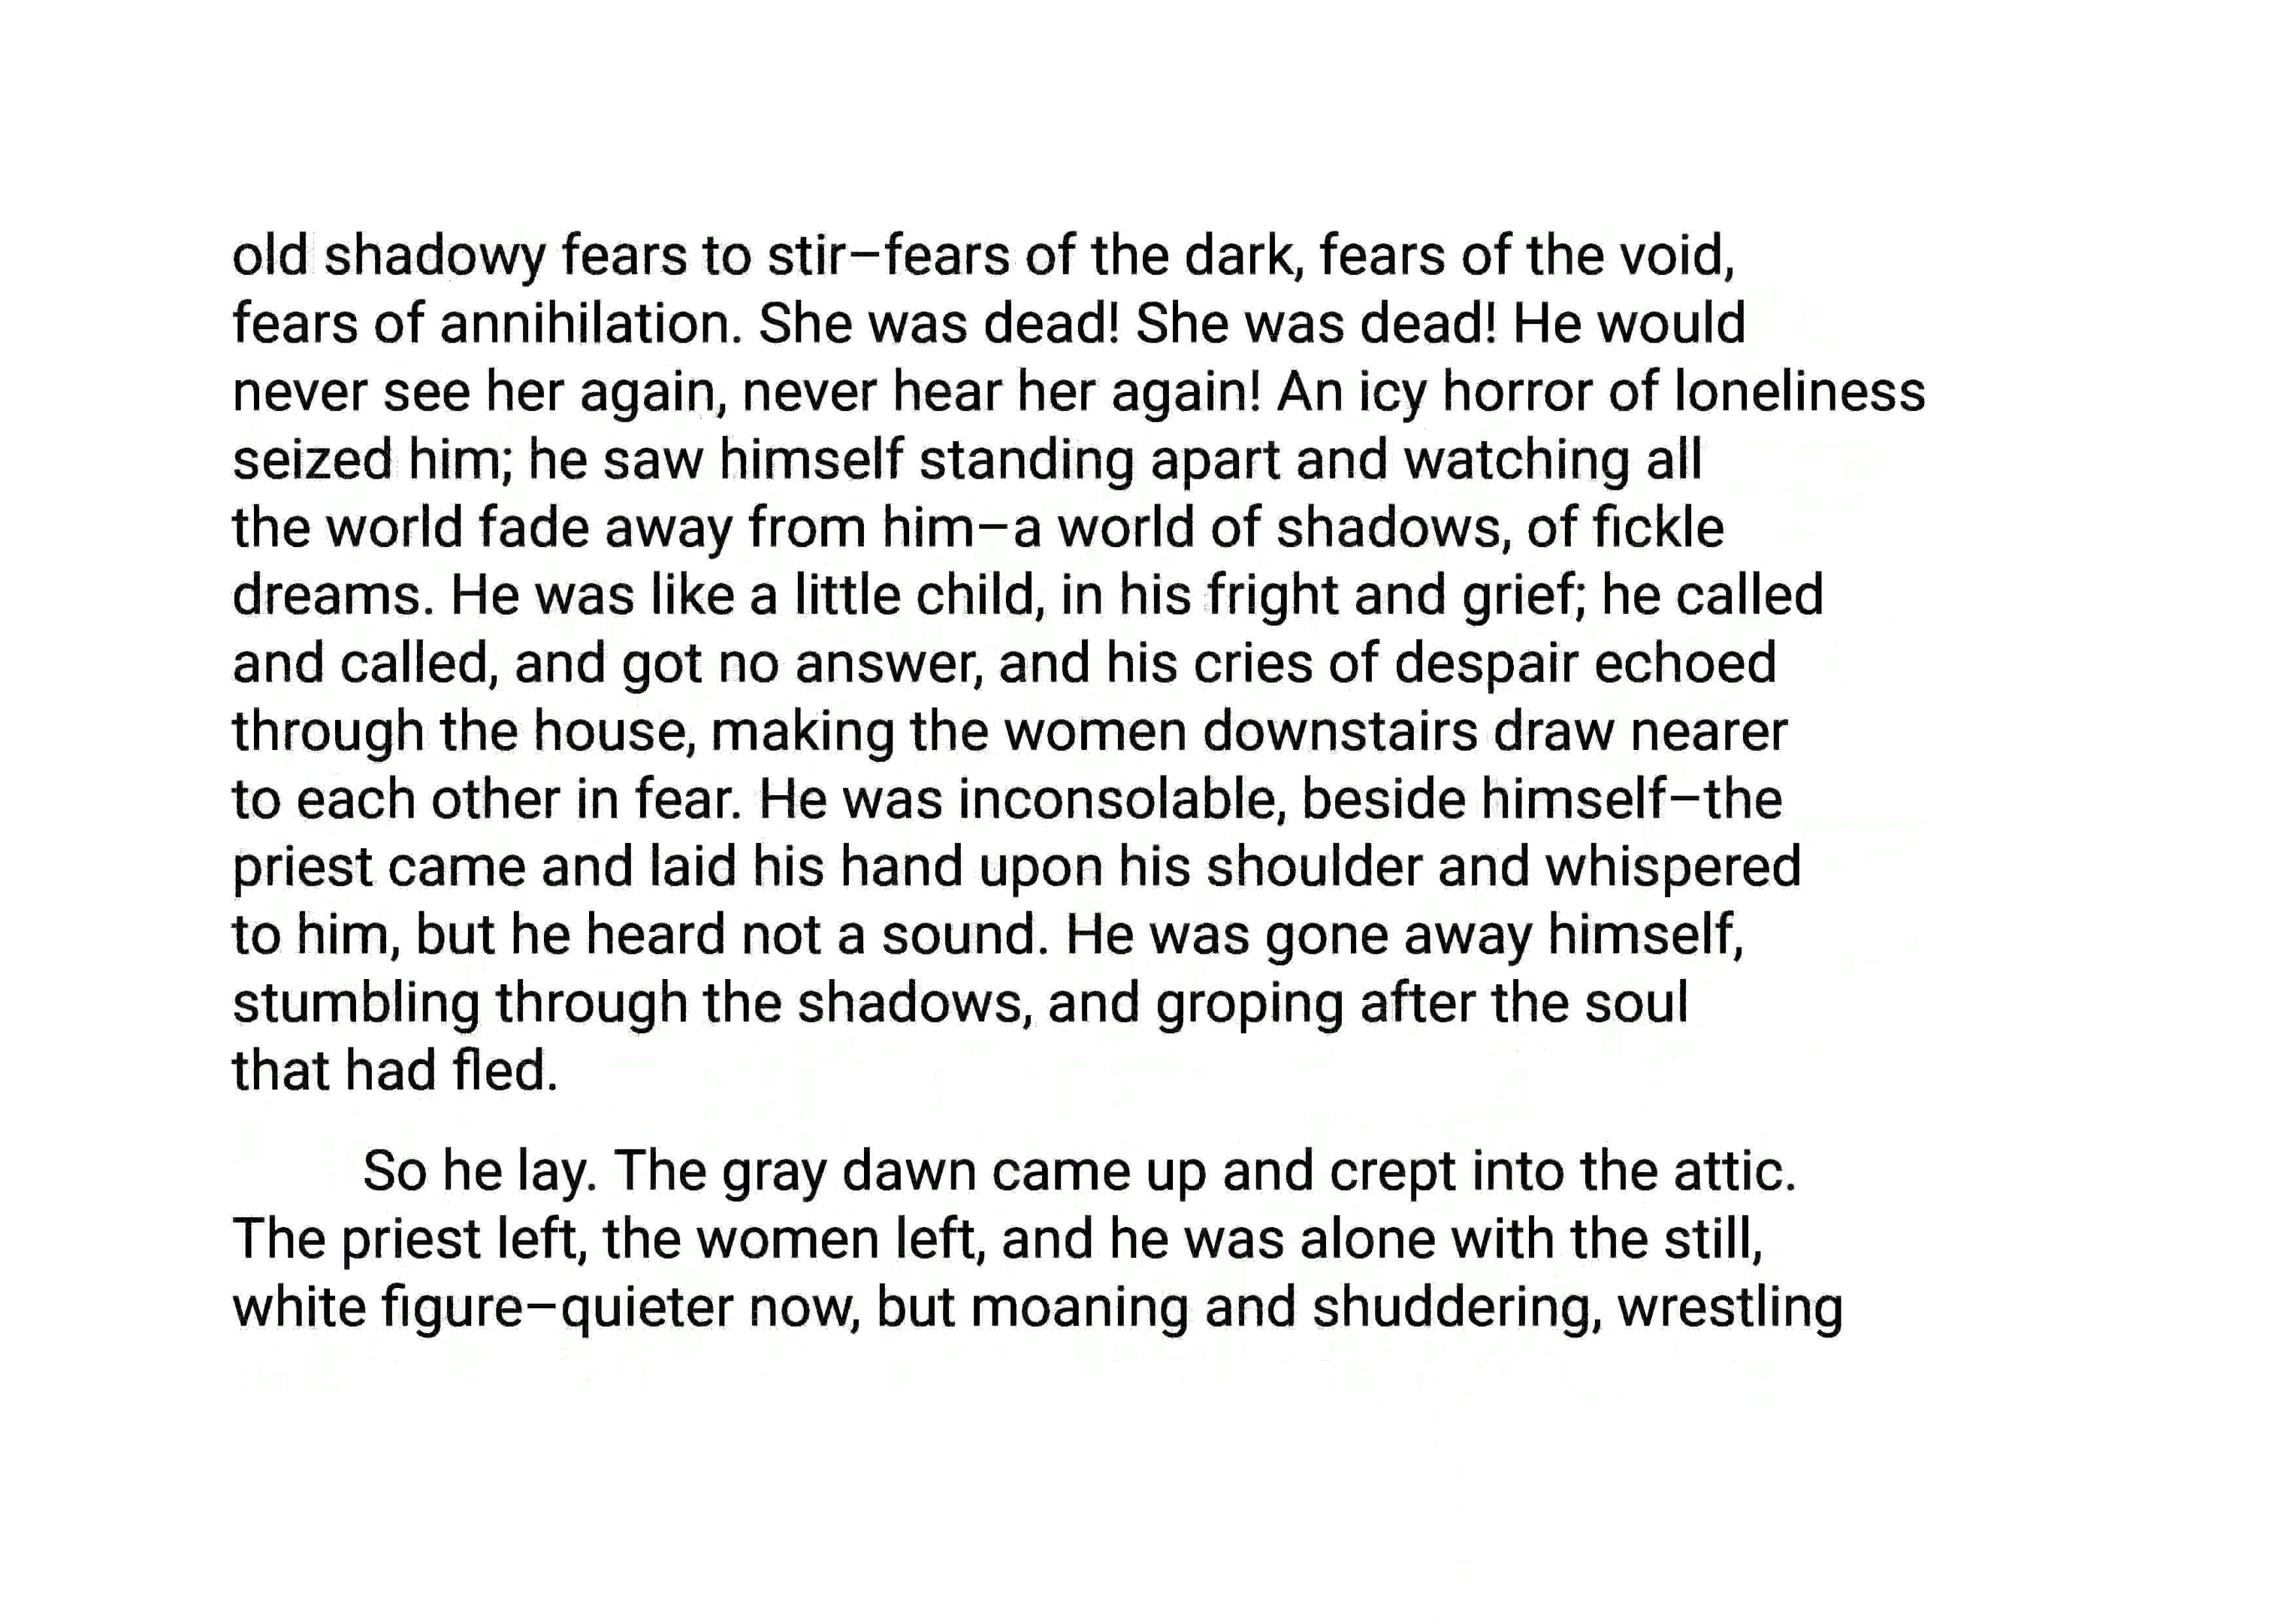 old shadowy fears to stir–fears of the dark, fears of the void,
fears of annihilation. She was dead! She was dead! He would
never see her again, never hear her again! An icy horror of loneliness
seized him; he saw himself standing apart and watching all
the world fade away from him–a world of shadows, of fickle
dreams. He was like a little child, in his fright and grief; he called
and called, and got no answer, and his cries of despair echoed
through the house, making the women downstairs draw nearer
to each other in fear. He was inconsolable, beside himself–the
priest came and laid his hand upon his shoulder and whispered
to him, but he heard not a sound. He was gone away himself,
stumbling through the shadows, and groping after the soul
that had fled.
So he lay. The gray dawn came up and crept into the attic.
The priest left, the women left, and he was alone with the still,
white figure–quieter now, but moaning and shuddering, wrestling